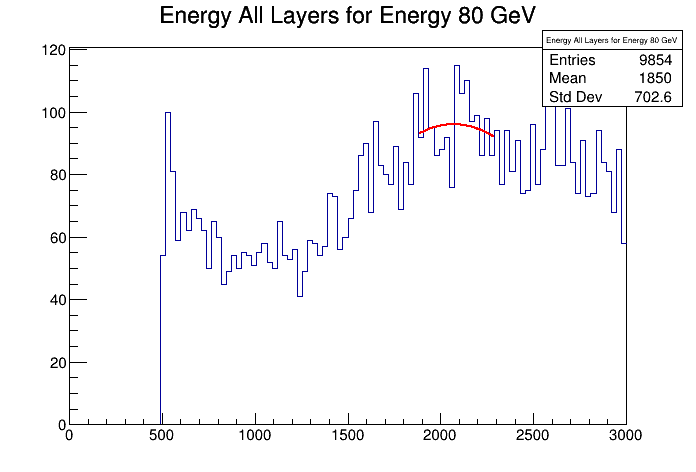 Energy All Layers for Energy 80 GeV
Energy All Layers for Energy 80 GeV
Entries 9854
Mean 1850
Std Dev 702.6
120
100
80
60
40
20
0
0 500 1000 1500 2000 2500 3000